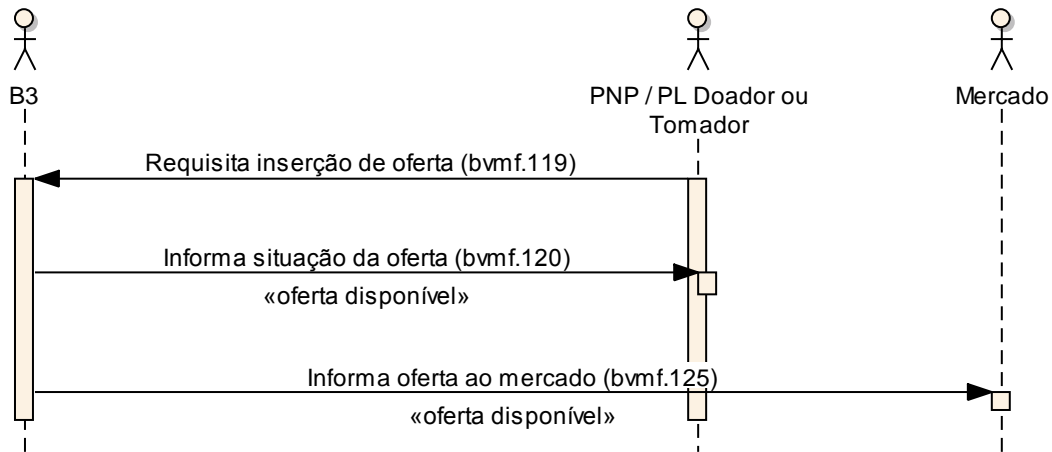 B3
PNP / PL Doador ou
Tomador
Mercado
Requisita inserção de oferta (bvmf.119)
Informa situação da oferta (bvmf.120)
«oferta disponível»
Informa oferta ao mercado (bvmf.125)
«oferta disponível»